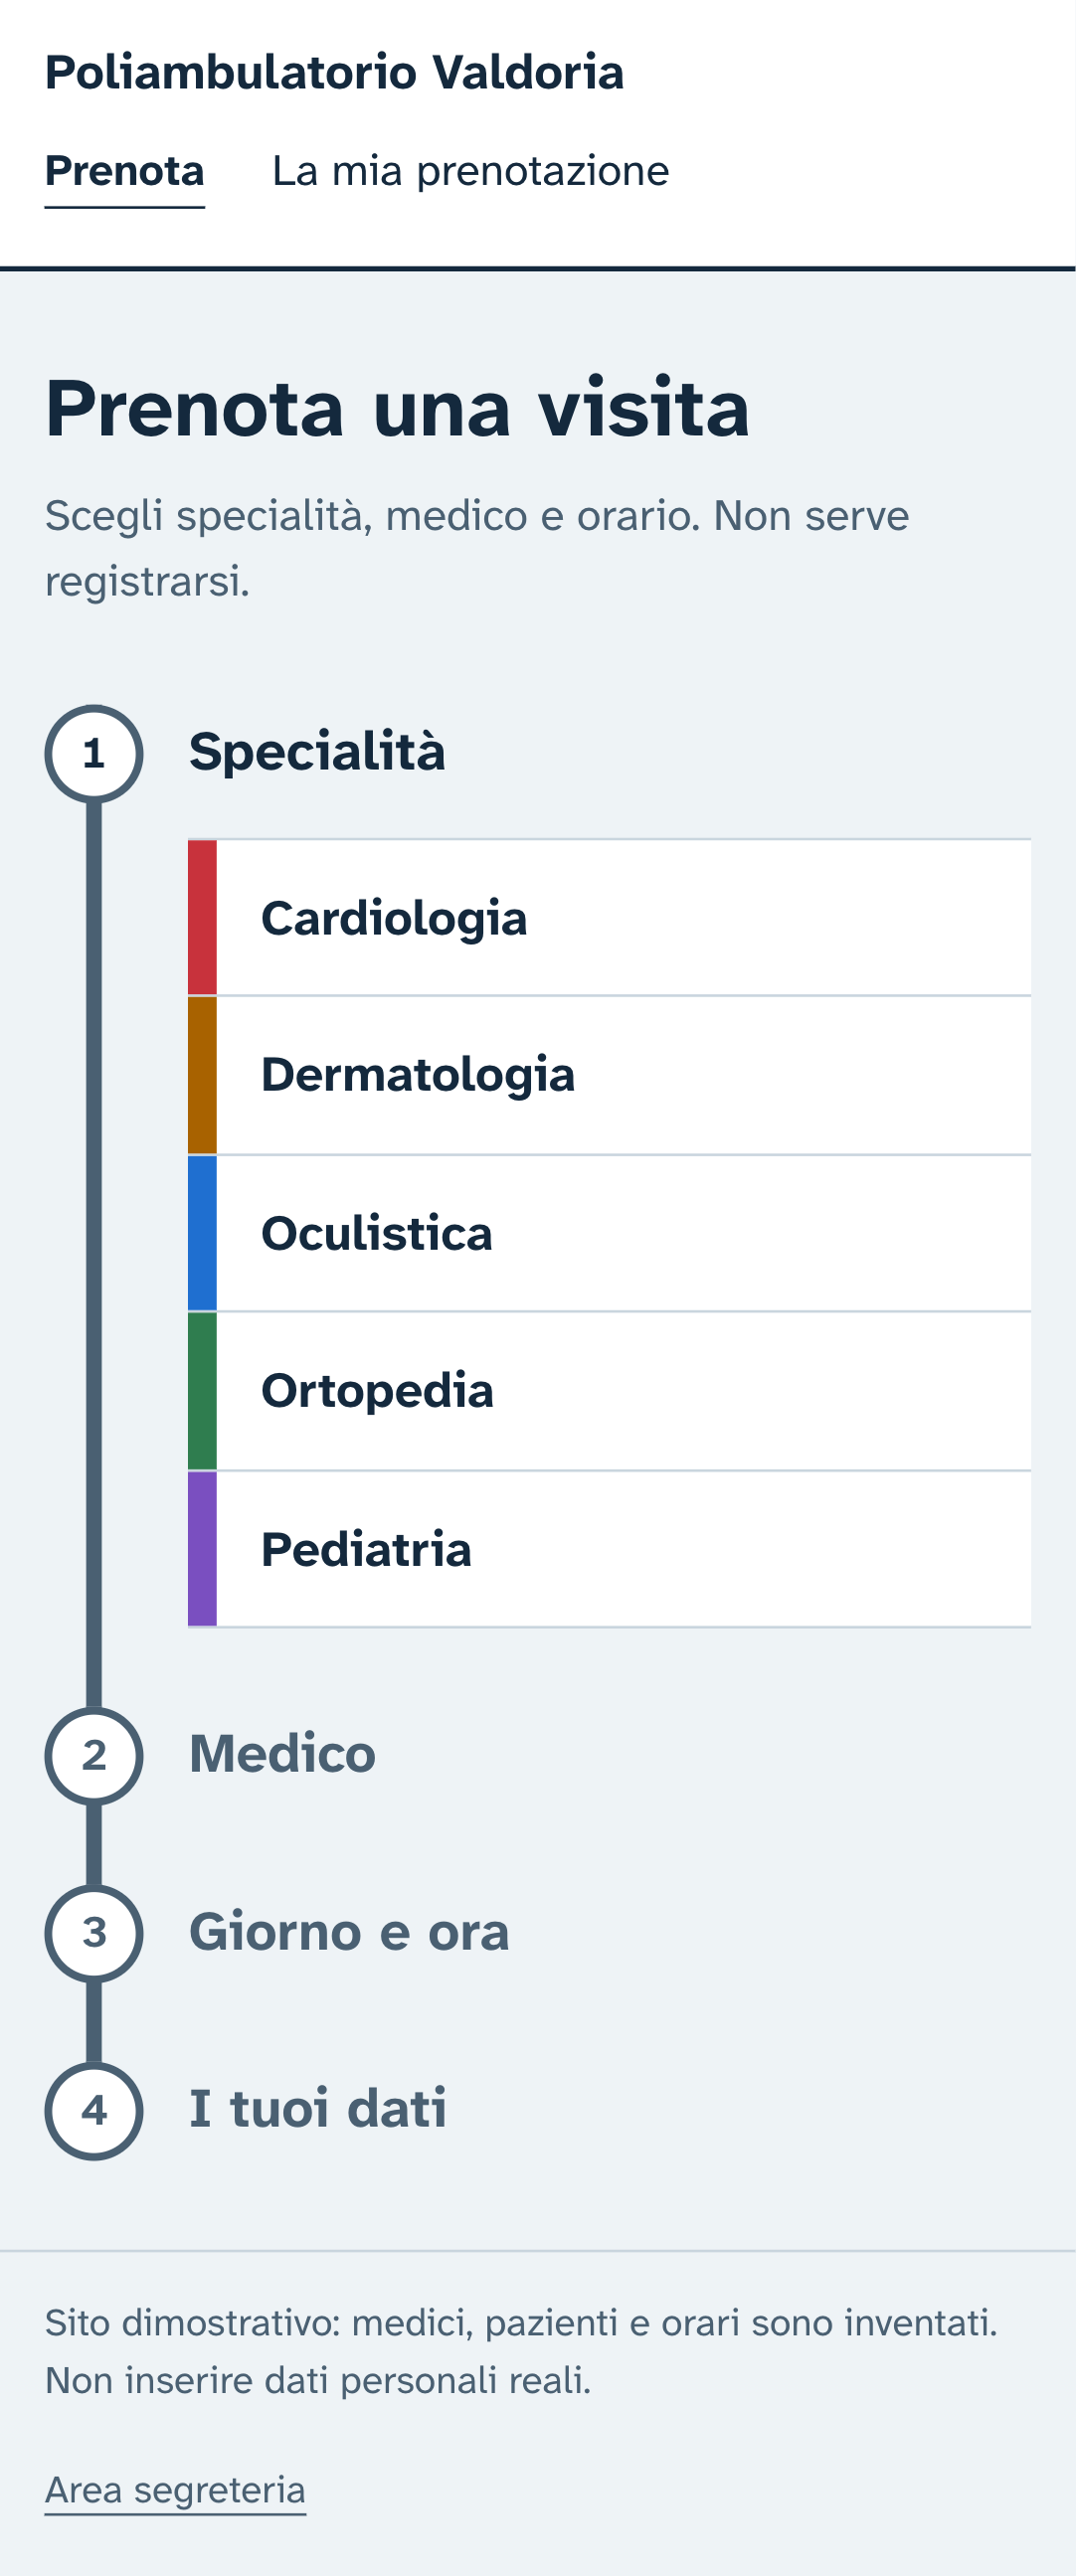 Poliambulatorio Valdoria
Prenota La mia prenotazione
Prenota una visita
Scegli specialità, medico e orario. Non serve
registrarsi.
1 Specialità
Cardiologia
Dermatologia
Oculistica
Ortopedia
Pediatria
2 Medico
3 Giorno e ora
4 I tuoi dati
Sito dimostrativo: medici, pazienti e orari sono inventati.
Non inserire dati personali reali.
Area segreteria